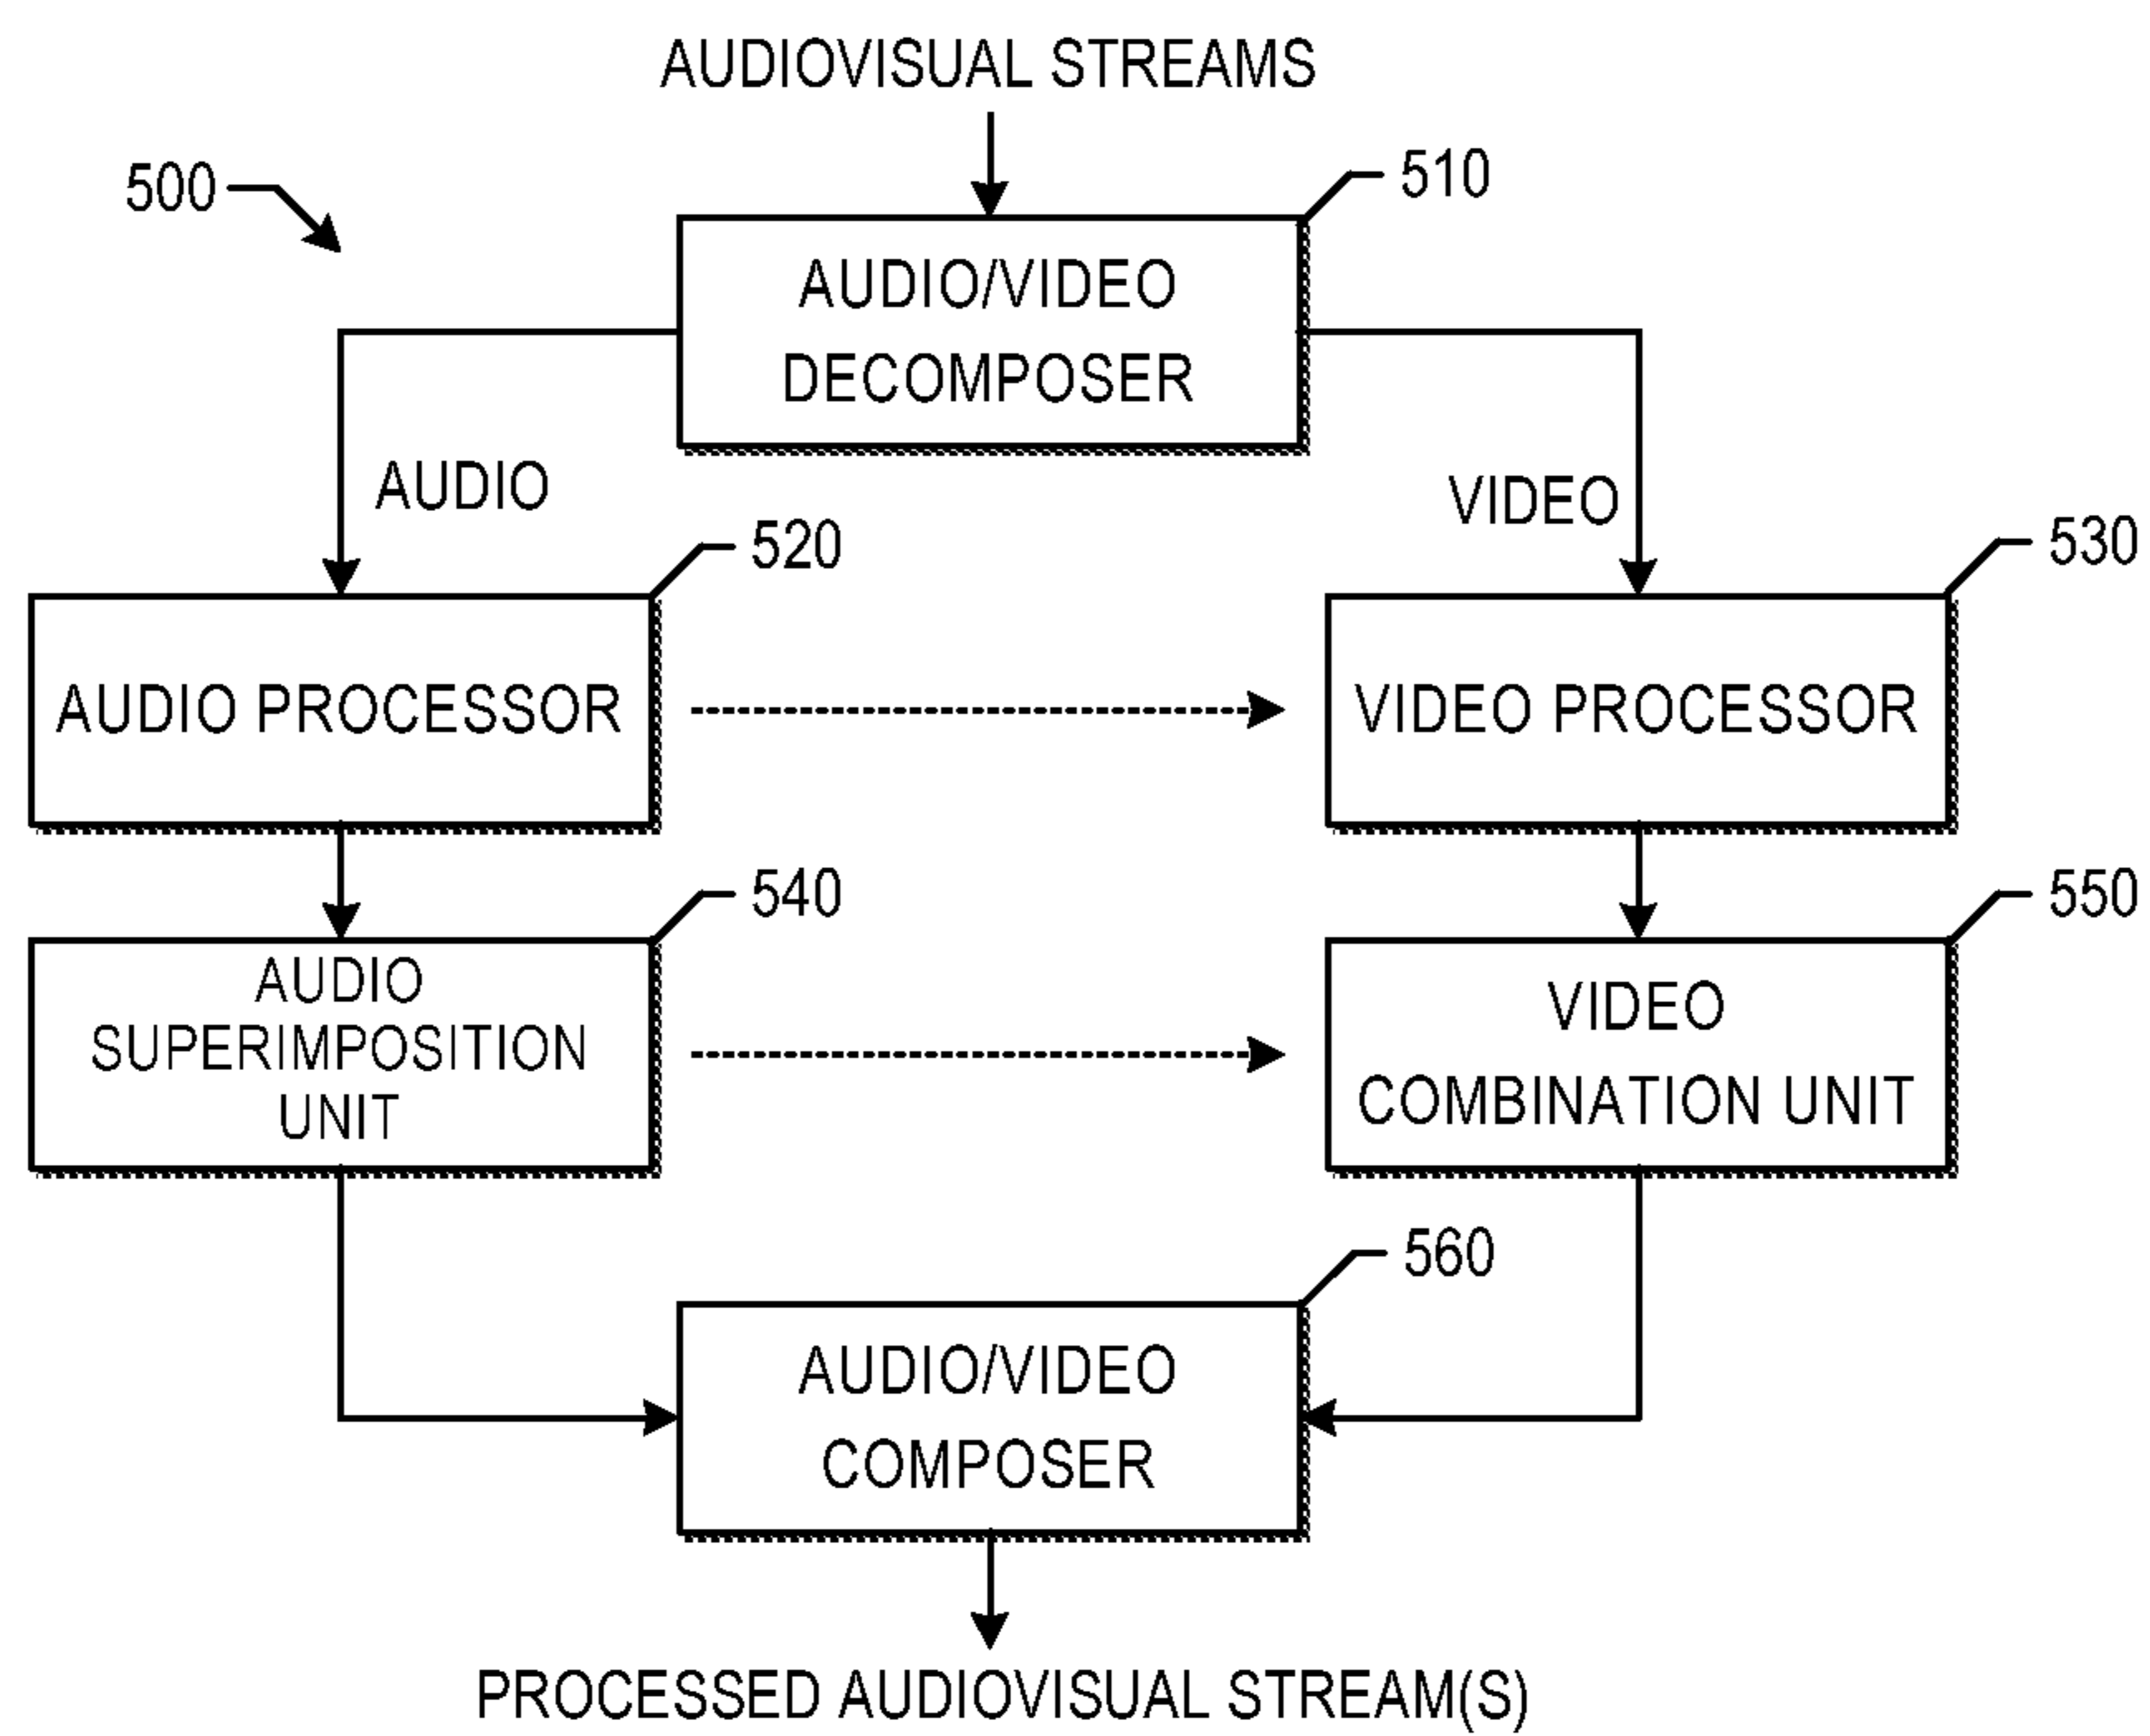 AUDIOVISUAL STREAMS
500
510
AUDIO/VIDEO
DECOMPOSER
AUDIO
VIDEO
520
530
AUDIO PROCESSOR
VIDEO PROCESSOR
540
550
AUDIO
SUPERIMPOSITION
UNIT
VIDEO
COMBINATION UNIT
560
AUDIO/VIDEO
COMPOSER
PROCESSED AUDIOVISUAL STREAM(S)